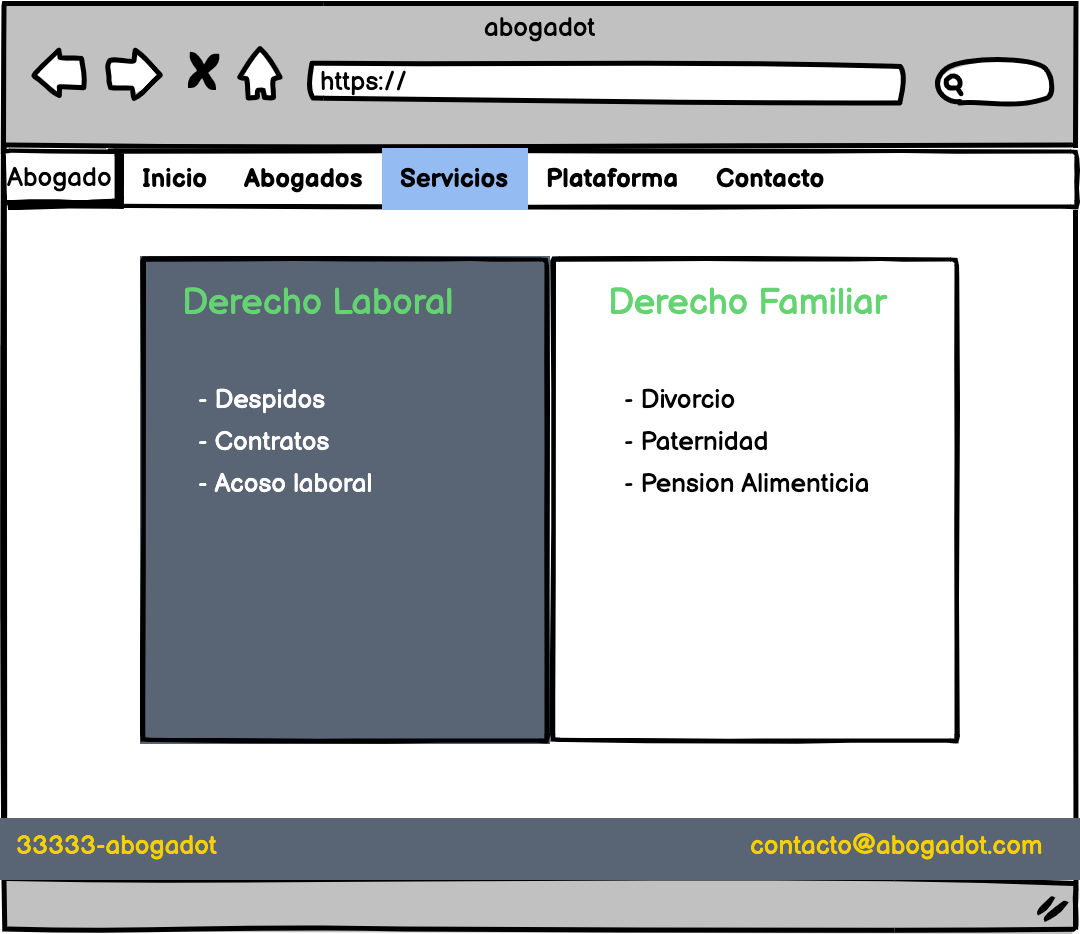 abogadot
https://
Abogado Inicio Abogados Servicios Plataforma Contacto
Derecho Laboral
- Despidos
- Contratos
- Acoso laboral
Derecho Familiar
- Divorcio
- Paternidad
- Pension Alimenticia
33333-abogadot
contacto@abogadot.com